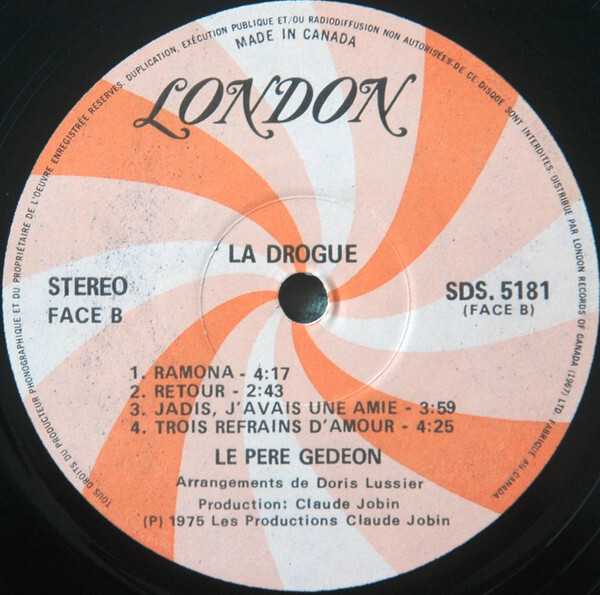 TOUS DROITS DU PRODUCTEUR PHONOGRAPHIQUE ET DU PROPRIÉTAIRE DE L'OEUVRE ENREGISTRÉE RÉSERVÉS. DUPLICATION, EXÉCUTION PUBLIQUE ET/OU RADIODIFFUSION NON AUTORISÉES DE CE DISQUE SONT INTERDITES. DISTRIBUÉ PAR LONDON RECORDS OF CANADA (1967) LTD. FABRIQUÉ AU CANADA.
MADE IN CANADA
LONDON
LA DROGUE
STEREO
FACE B
SDS. 5181
(FACE B)
1. RAMONA - 4:17
2. RETOUR - 2:43
3. JADIS, J'AVAIS UNE AMIE - 3:59
4. TROIS REFRAINS D'AMOUR - 4:25
LE PERE GEDEON
Arrangements de Doris Lussier
Production: Claude Jobin
(P) 1975 Les Productions Claude Jobin